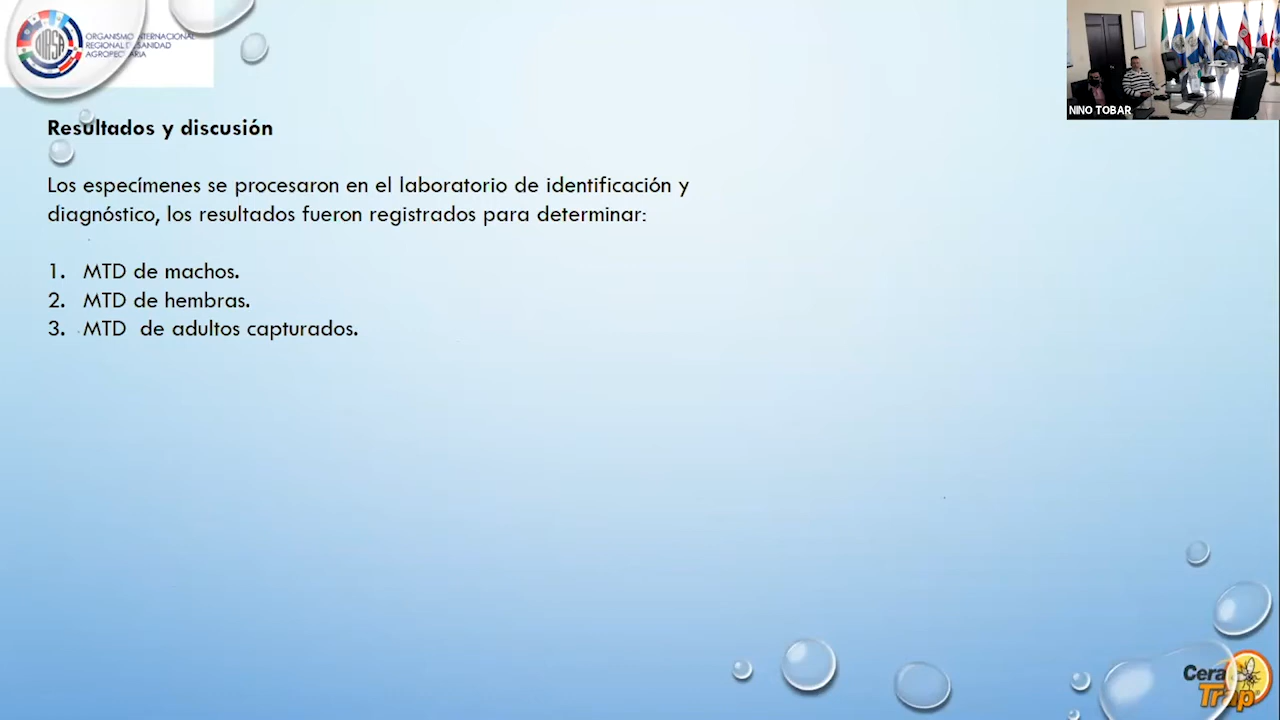 OIRSA
ORGANISMO INTERNACIONAL
REGIONAL DE SANIDAD
AGROPECUARIA
NINO TOBAR
Resultados y discusión
Los especímenes se procesaron en el laboratorio de identificación y
diagnóstico, los resultados fueron registrados para determinar:
1. MTD de machos.
2. MTD de hembras.
3. MTD de adultos capturados.
Cera
Trap